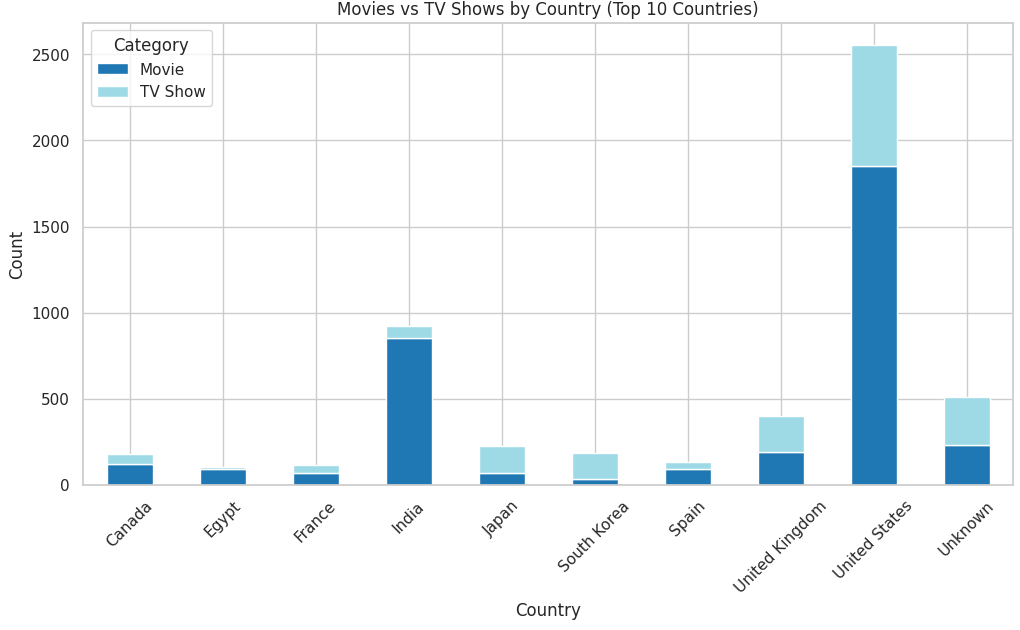 Movies vs TV Shows by Country (Top 10 Countries)
Category
Movie
TV Show
Count
2500
2000
1500
1000
500
0
Canada
Egypt
France
India
Japan
South Korea
Spain
United Kingdom
United States
Unknown
Country